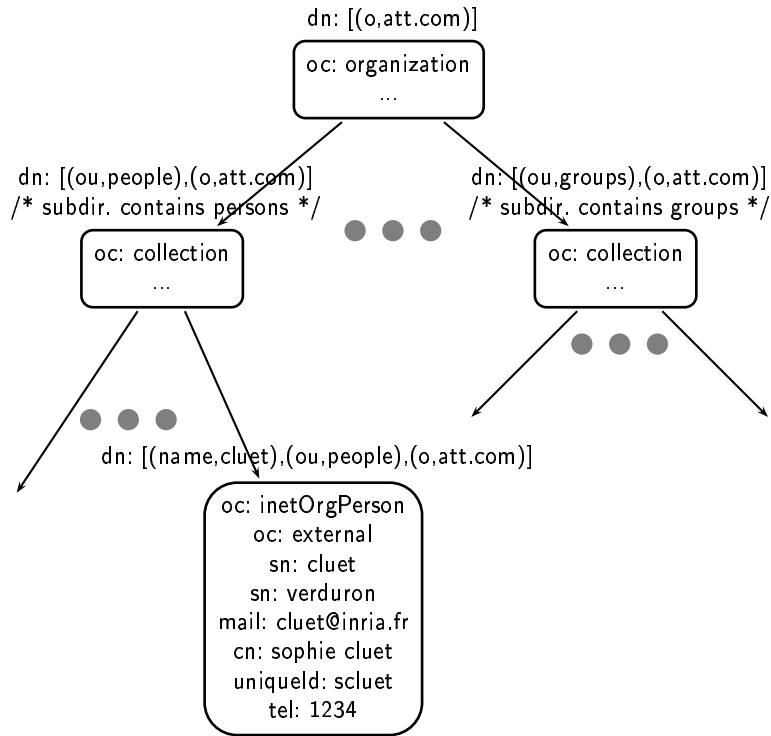 dn: [(o,att.com)]
oc: organization
...
dn: [(ou,people),(o,att.com)]
/* subdir. contains persons */
dn: [(ou,groups),(o,att.com)]
/* subdir. contains groups */
oc: collection
...
oc: collection
...
dn: [(name,cluet),(ou,people),(o,att.com)]
oc: inetOrgPerson
oc: external
sn: cluet
sn: verduron
mail: cluet@inria.fr
cn: sophie cluet
uniqueId: scluet
tel: 1234